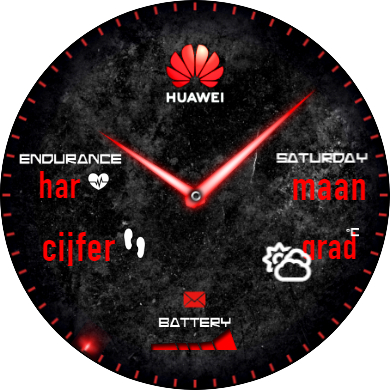 HUAWEI
ENDURANCE
SATURDAY
har
maan
cijfer
grad
°C
BATTERY